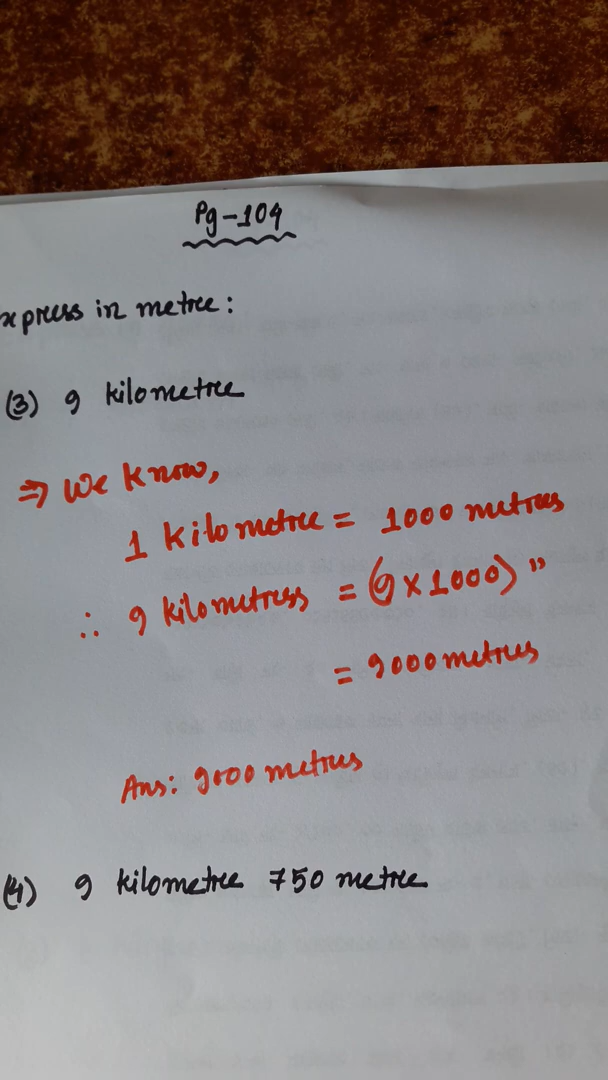 Pg-104
xpress in metre:
(3) 9 kilometre
⇒ We know,
1 kilometre = 1000 metres
∴ 9 kilometress = (9 × 1000) "
= 9000 metres
Ans: 9000 metres
(4) 9 kilometre 750 metre